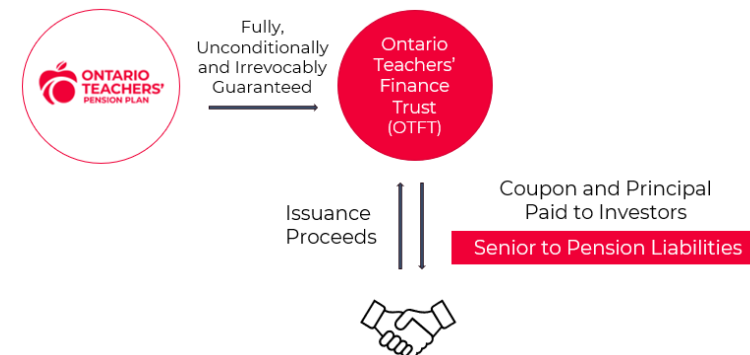 ONTARIO
TEACHERS'
PENSION PLAN
Fully,
Unconditionally
and Irrevocably
Guaranteed
Ontario
Teachers'
Finance
Trust
(OTFT)
Issuance
Proceeds
Coupon and Principal
Paid to Investors
Senior to Pension Liabilities